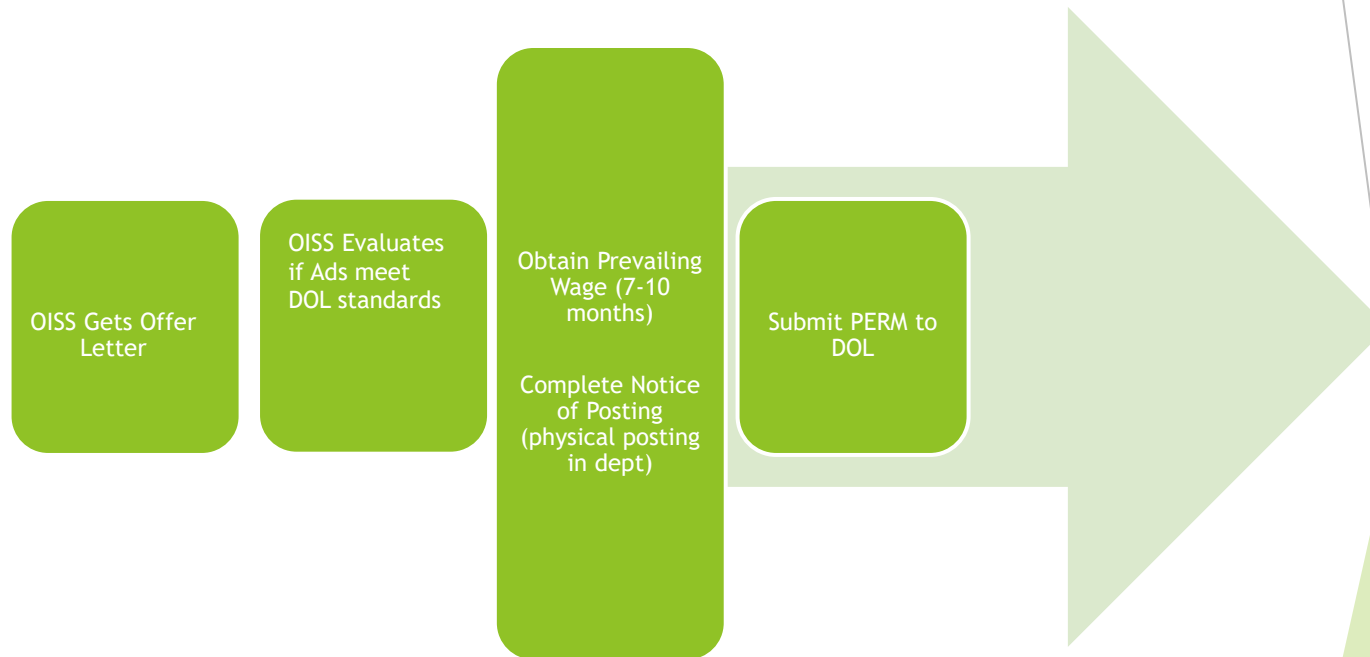 OISS Gets Offer
Letter
OISS Evaluates
if Ads meet
DOL standards
Obtain Prevailing
Wage (7-10
months)
Complete Notice
of Posting
(physical posting
in dept)
Submit PERM to
DOL